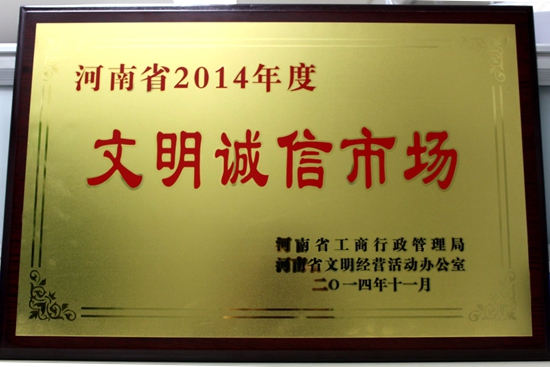 河南省2014年度
文明诚信市场
河南省工商行政管理局
河南省文明经营活动办公室
二〇一四年十一月